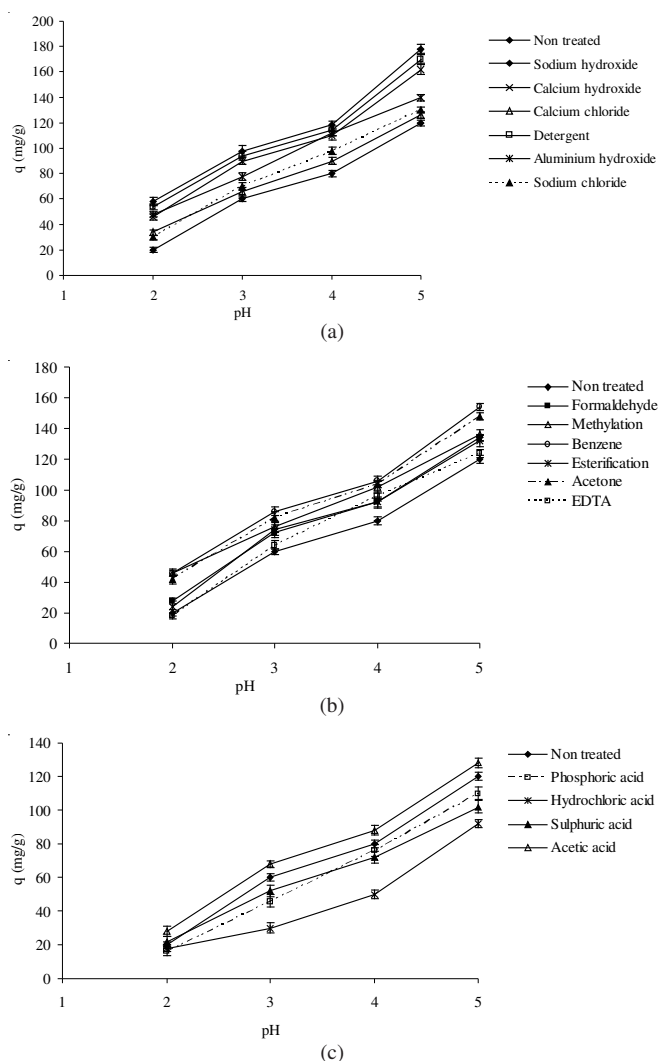 200
180
160
140
120
100
80
60
40
20
0
q (mg/g)
1 2 3 4 5
pH
Non treated
Sodium hydroxide
Calcium hydroxide
Calcium chloride
Detergent
Aluminium hydroxide
Sodium chloride
(a)
180
160
140
120
100
80
60
40
20
0
q (mg/g)
1 2 3 4 5
pH
Non treated
Formaldehyde
Methylation
Benzene
Esterification
Acetone
EDTA
(b)
140
120
100
80
60
40
20
0
q (mg/g)
1 2 3 4 5
pH
Non treated
Phosphoric acid
Hydrochloric acid
Sulphuric acid
Acetic acid
(c)